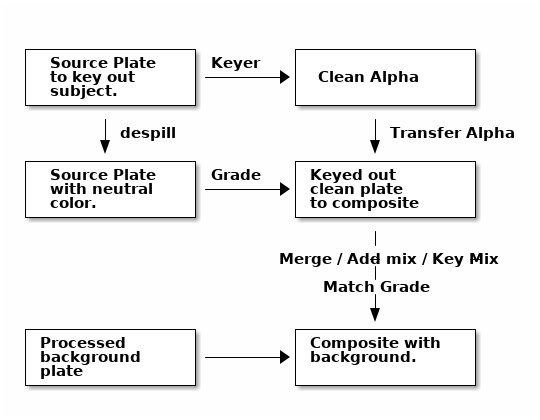 Source Plate
to key out
subject.
Keyer
Clean Alpha
despill
Transfer Alpha
Source Plate
with neutral
color.
Grade
Keyed out
clean plate
to composite
Merge / Add mix / Key Mix
Match Grade
Processed
background
plate
Composite with
background.